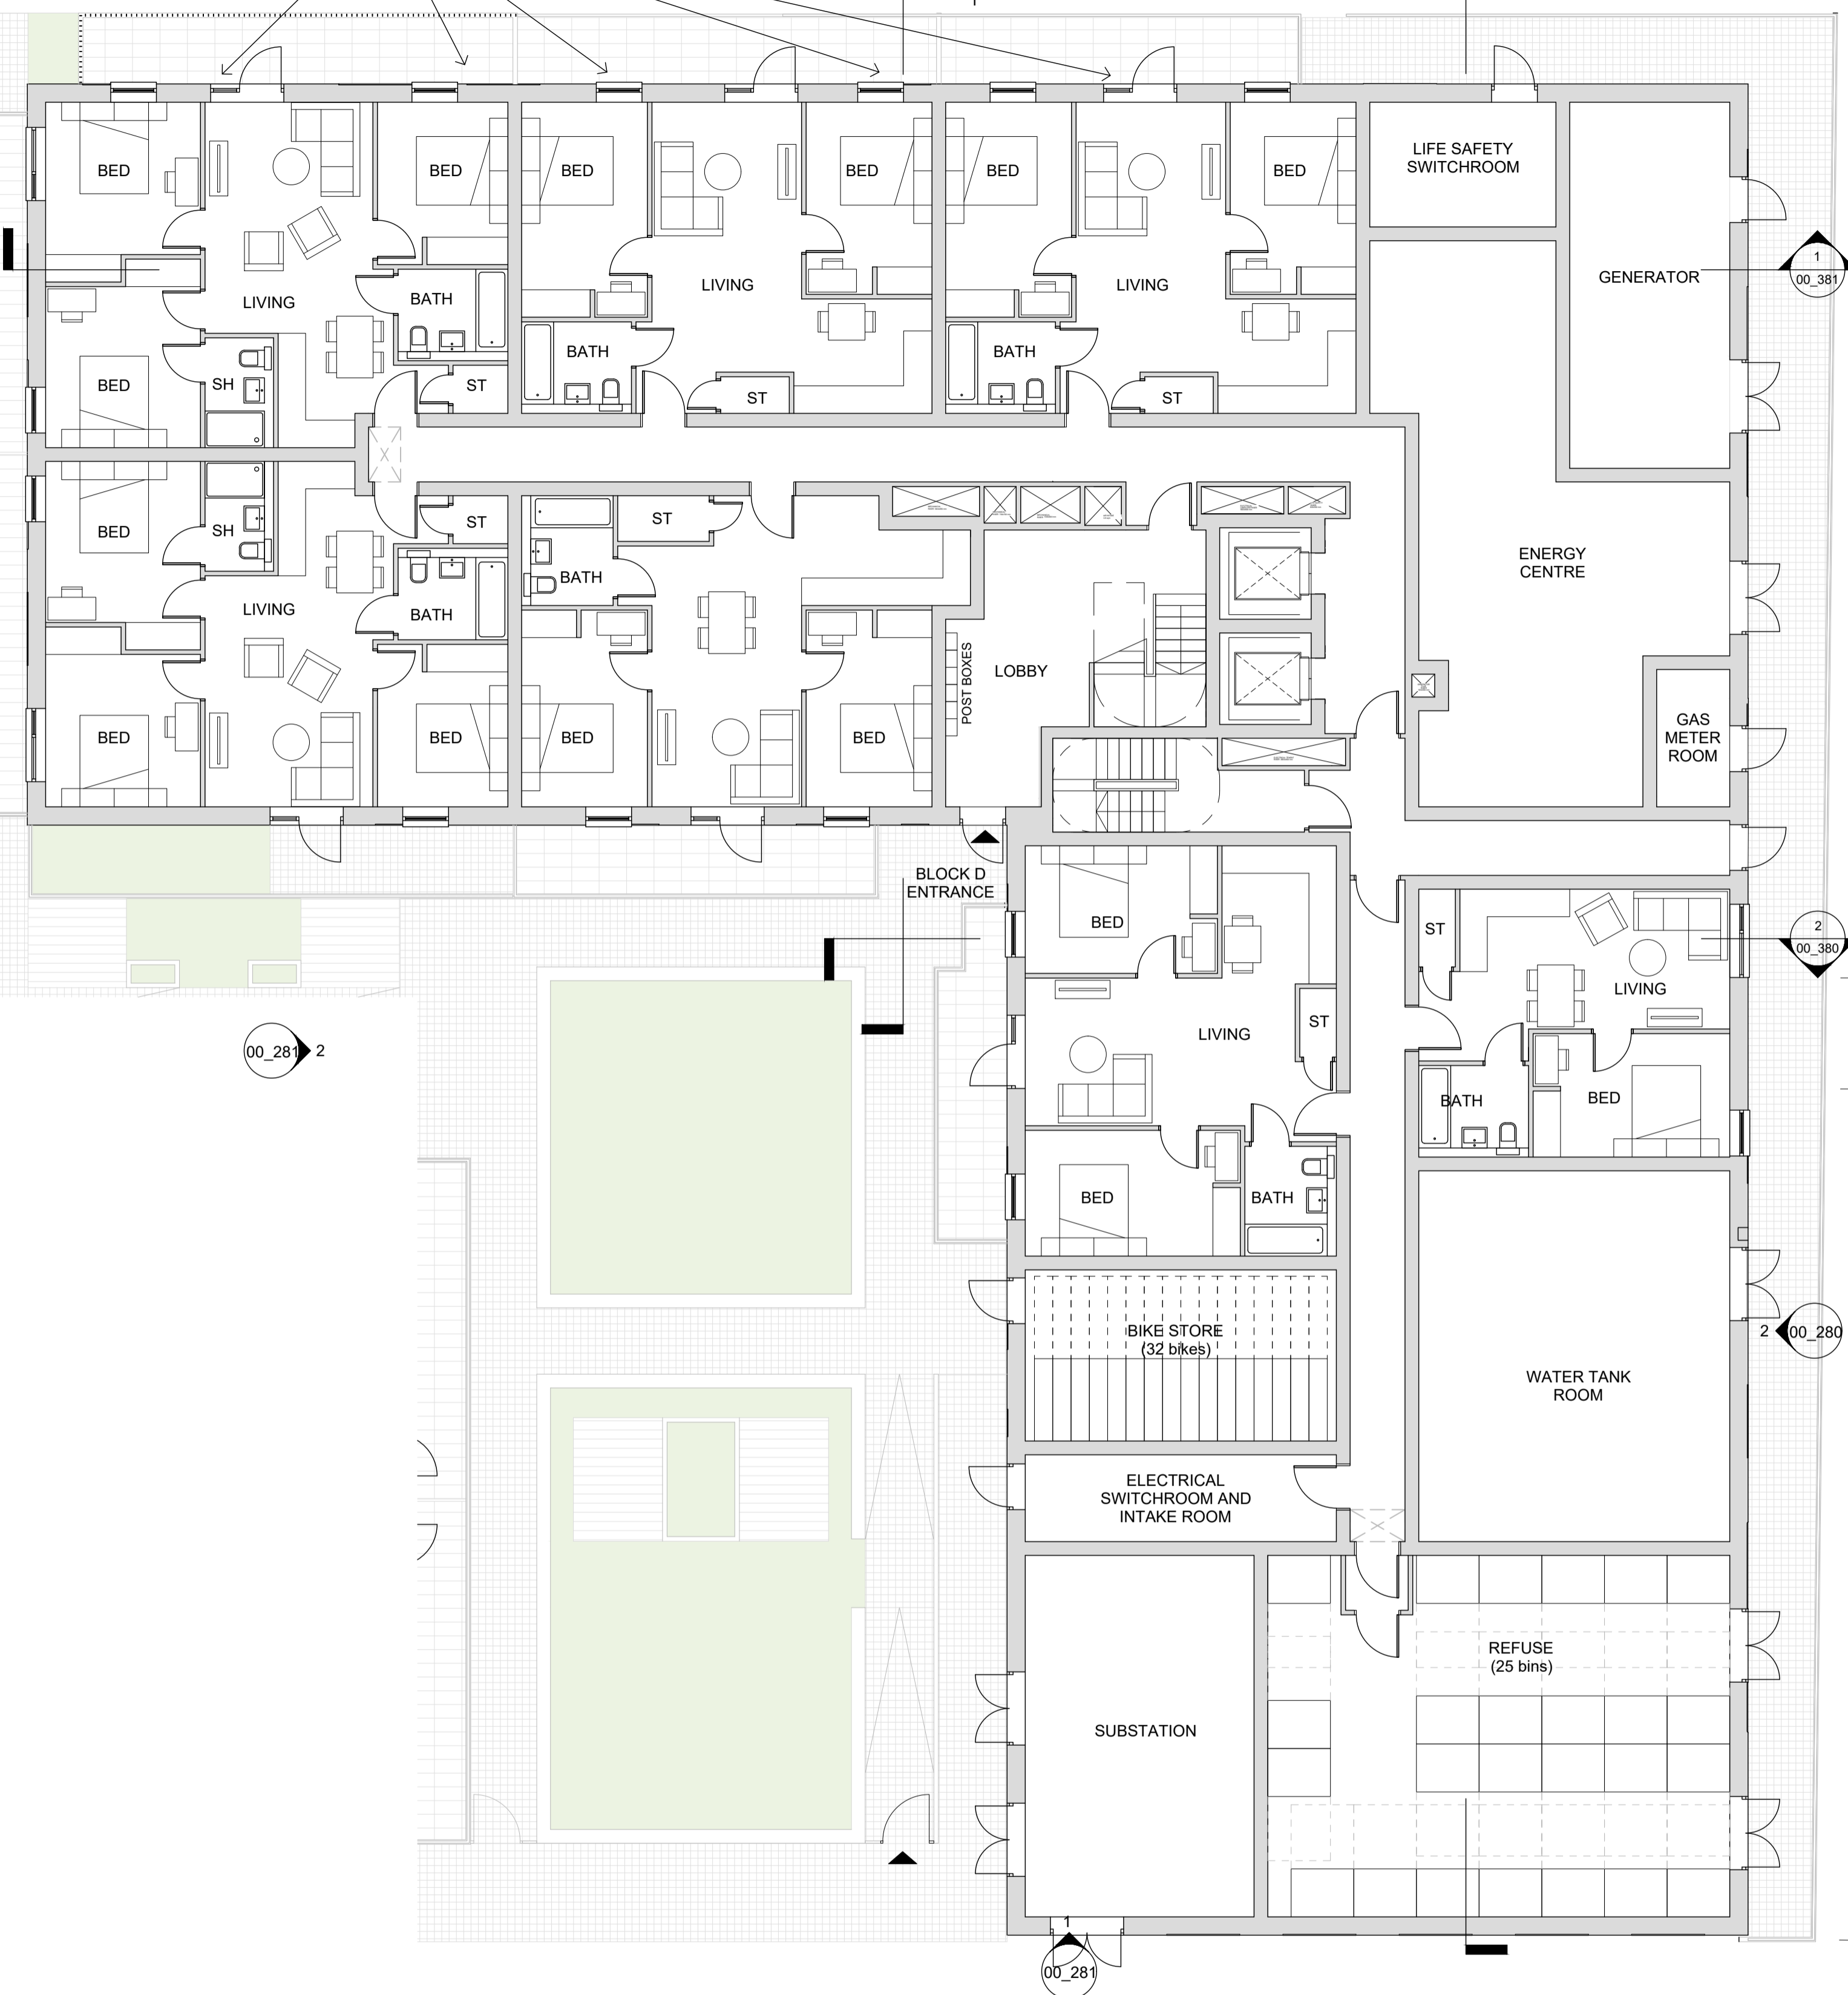 BED
BED
BED
BED
BED
BED
LIFE SAFETY
SWITCHROOM
1
00_381
GENERATOR
LIVING
LIVING
LIVING
BATH
BATH
BATH
BED
SH
ST
ST
ST
BED
SH
ST
ST
BATH
ENERGY
CENTRE
LIVING
BATH
LOBBY
POST BOXES
GAS
METER
ROOM
BED
BED
BED
BED
BLOCK D
ENTRANCE
BED
ST
2
00_380
LIVING
00_281
2
LIVING
ST
BATH
BED
BED
BATH
BIKE STORE
(32 bikes)
2
00_280
WATER TANK
ROOM
ELECTRICAL
SWITCHROOM AND
INTAKE ROOM
REFUSE
(25 bins)
SUBSTATION
1
00_281